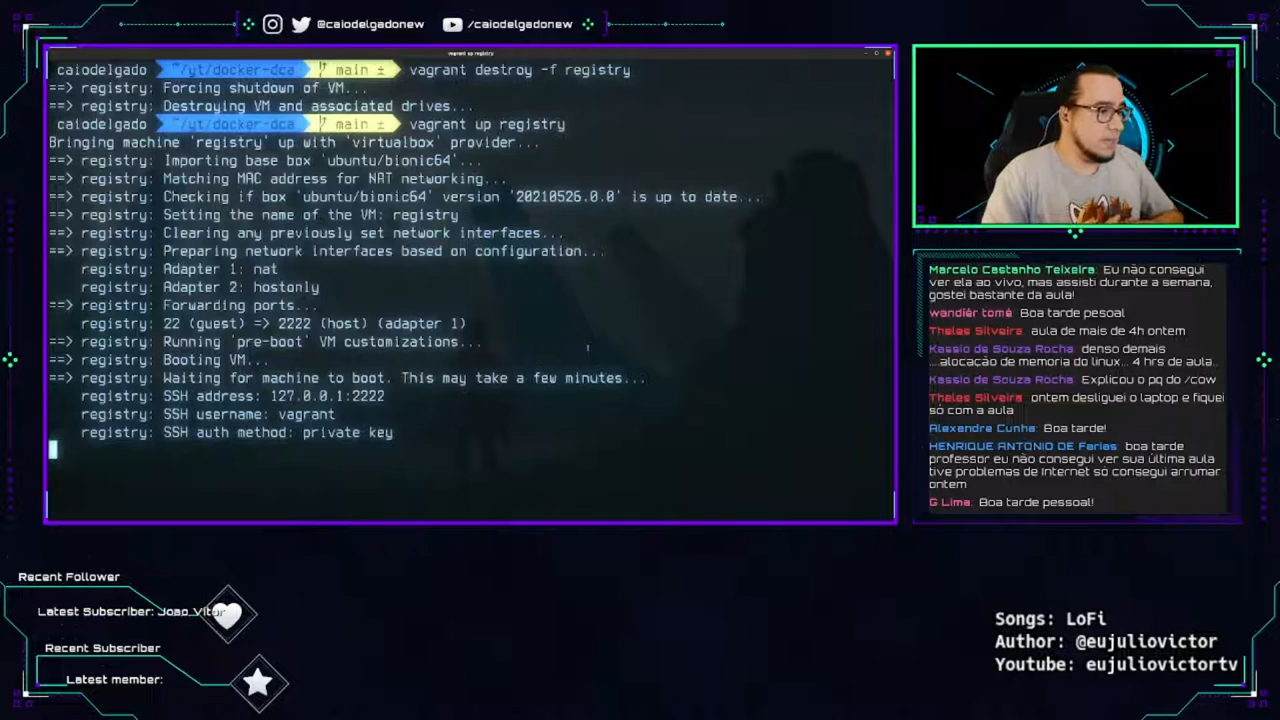 @caiodelgadonew /caiodelgadonew
vagrant up registry
caiodelgado ~/yt/docker-dca main ± vagrant destroy -f registry
==> registry: Forcing shutdown of VM...
==> registry: Destroying VM and associated drives...
caiodelgado ~/yt/docker-dca main ± vagrant up registry
Bringing machine 'registry' up with 'virtualbox' provider...
==> registry: Importing base box 'ubuntu/bionic64'...
==> registry: Matching MAC address for NAT networking...
==> registry: Checking if box 'ubuntu/bionic64' version '20210526.0.0' is up to date...
==> registry: Setting the name of the VM: registry
==> registry: Clearing any previously set network interfaces...
==> registry: Preparing network interfaces based on configuration...
registry: Adapter 1: nat
registry: Adapter 2: hostonly
==> registry: Forwarding ports...
registry: 22 (guest) => 2222 (host) (adapter 1)
==> registry: Running 'pre-boot' VM customizations...
==> registry: Booting VM...
==> registry: Waiting for machine to boot. This may take a few minutes...
registry: SSH address: 127.0.0.1:2222
registry: SSH username: vagrant
registry: SSH auth method: private key
Marcelo Castanho Teixeira: Eu não consegui
ver ela ao vivo, mas assisti durante a semana,
gostei bastante da aula!
wandiér tomé: Boa tarde pesoal
Thales Silveira: aula de mais de 4h ontem
Kassio de Souza Rocha: denso demais
...alocação de memoria do linux... 4 hrs de aula..
Kassio de Souza Rocha: Explicou o pq do /cow
Thales Silveira: ontem desliguei o laptop e fiquei
só com a aula
Alexandre Cunha: Boa tarde!
HENRIQUE ANTONIO DE Farias: boa tarde
professor eu não consegui ver sua última aula
tive problemas de Internet só consegui arrumar
ontem
G Lima: Boa tarde pessoal!
Recent Follower
Latest Subscriber: Joao Vitor
Recent Subscriber
Latest member:
Songs: LoFi
Author: @eujuliovictor
Youtube: eujuliovictortv